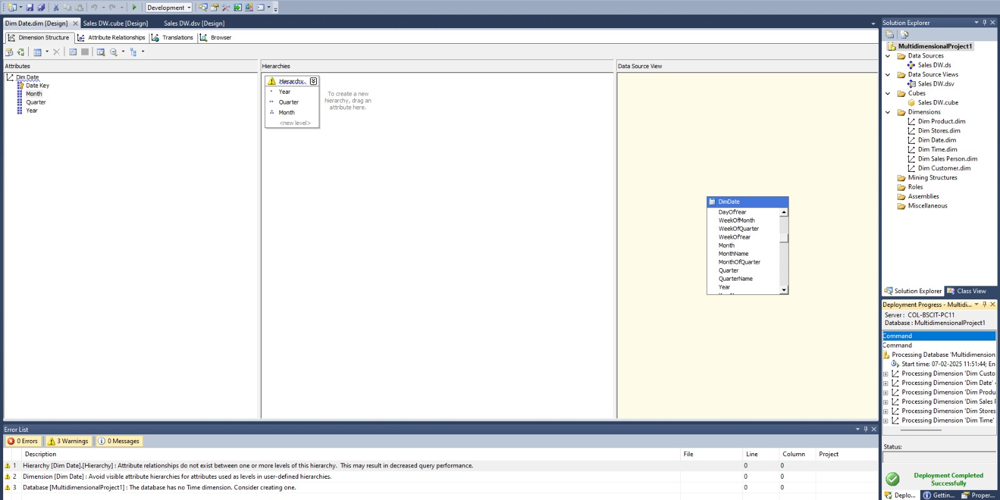 Development
Dim Date.dim [Design]
Sales DW.cube [Design]
Sales DW.dsv [Design]
Dimension Structure
Attribute Relationships
Translations
Browser
Attributes
Dim Date
Date Key
Month
Quarter
Year
Hierarchies
Hierarchy
Year
Quarter
Month
<new level>
To create a new
hierarchy, drag an
attribute here.
Data Source View
DimDate
DayOfYear
WeekOfMonth
WeekOfQuarter
WeekOfYear
Month
MonthName
MonthOfQuarter
Quarter
QuarterName
Year
Solution Explorer
MultidimensionalProject1
Data Sources
Sales DW.ds
Data Source Views
Sales DW.dsv
Cubes
Sales DW.cube
Dimensions
Dim Product.dim
Dim Stores.dim
Dim Date.dim
Dim Time.dim
Dim Sales Person.dim
Dim Customer.dim
Mining Structures
Roles
Assemblies
Miscellaneous
Solution Explorer
Class View
Deployment Progress - Multidi...
Server : COL-BSCIT-PC11
Database : MultidimensionalProject1
Command
Command
Processing Database 'Multidimension
Start time: 07-02-2025 11:51:44; En
Processing Dimension 'Dim Custo
Processing Dimension 'Dim Date'
Processing Dimension 'Dim Produ
Processing Dimension 'Dim Sales
Processing Dimension 'Dim Stores
Processing Dimension 'Dim Time'
Status:
Deployment Completed
Successfully
Deplo...
Gettin...
Proper...
Error List
0 Errors
3 Warnings
0 Messages
Description
File
Line
Column
Project
1 Hierarchy [Dim Date].[Hierarchy] : Attribute relationships do not exist between one or more levels of this hierarchy. This may result in decreased query performance. 0 0
2 Dimension [Dim Date] : Avoid visible attribute hierarchies for attributes used as levels in user-defined hierarchies. 0 0
3 Database [MultidimensionalProject1] : The database has no Time dimension. Consider creating one. 0 0